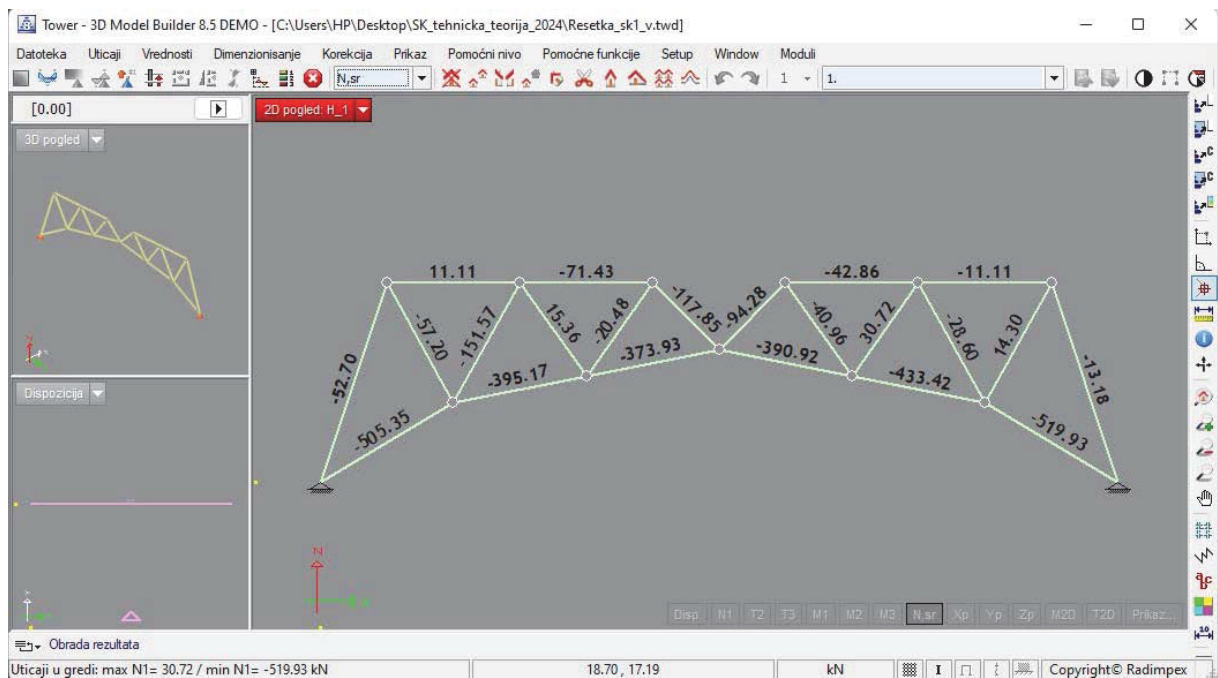 Tower - 3D Model Builder 8.5 DEMO - [C:\Users\HP\Desktop\SK_tehnicka_teorija_2024\Resetka_sk1_v.twd]
Datoteka Uticaji Vrednosti Dimenzionisanje Korekcija Prikaz Pomoćni nivo Pomoćne funkcije Setup Window Moduli
N,sr 1 1.
[0.00]
2D pogled: H_1
3D pogled
11.11 -71.43 -42.86 -11.11
-52.70 -57.20 -151.57 15.36 -20.48 -117.85 -94.28 -40.96 30.72 -28.60 14.30 -13.18
-505.35 -395.17 -373.93 -390.92 -433.42 -519.93
Dispozicija
N
Disp N1 T2 T3 M1 M2 M3 N,sr Xp Yp Zp M2D T2D Prikaz...
Obrada rezultata
Uticaji u gredi: max N1= 30.72 / min N1= -519.93 kN 18.70 , 17.19 kN I Copyright© Radimpex